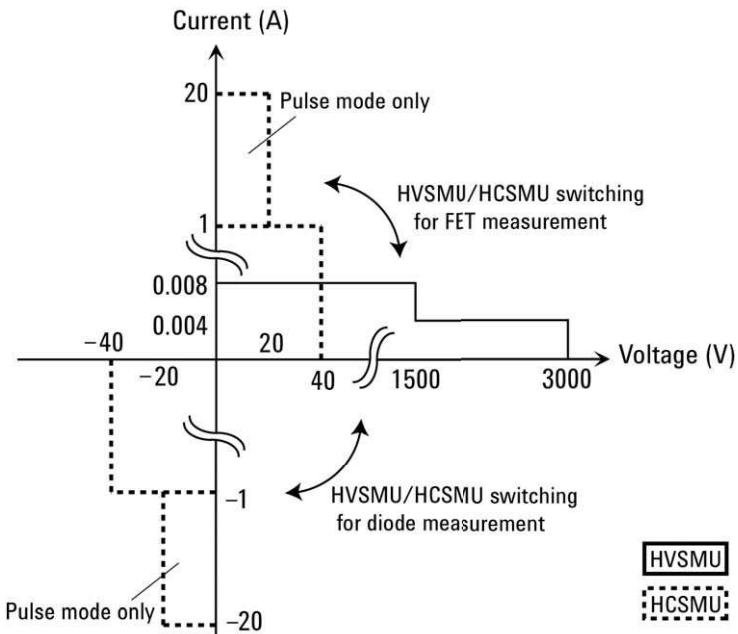 Current (A)
20
Pulse mode only
HVSMU/HCSMU switching
for FET measurement
1
0.008
0.004
−40
20
Voltage (V)
−20
40
1500
3000
−1
HVSMU/HCSMU switching
for diode measurement
HVSMU
Pulse mode only
−20
HCSMU